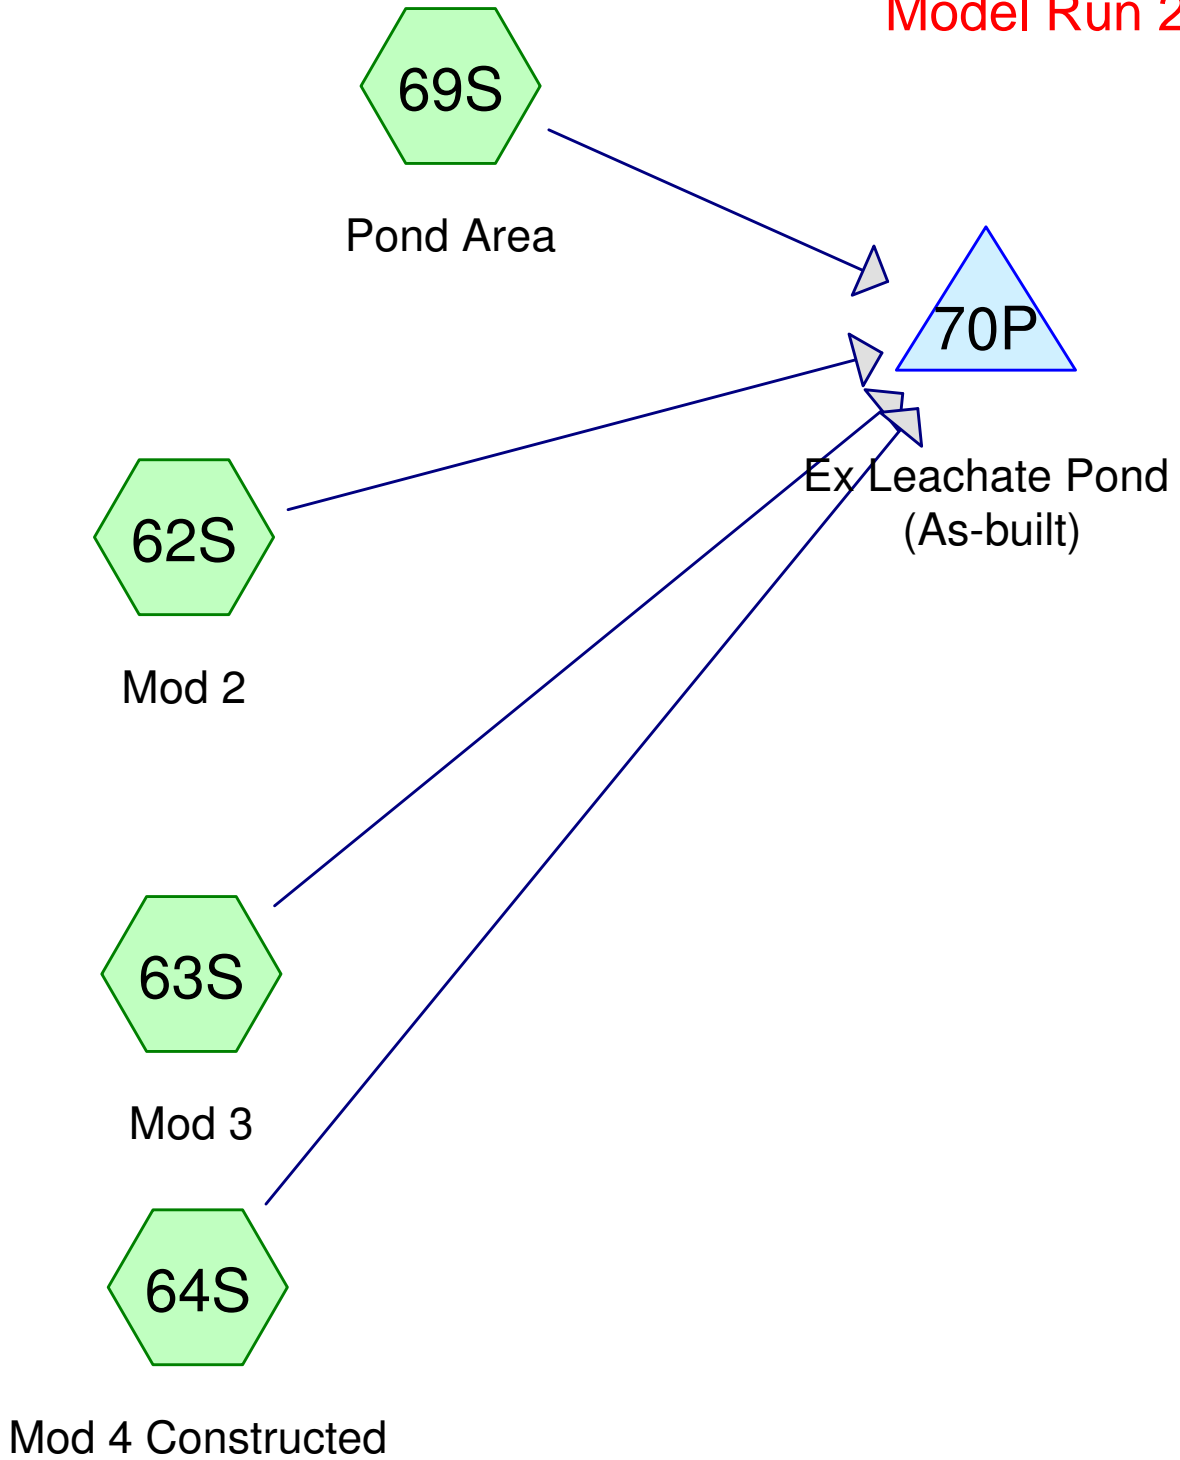 Model Run 2
69S
Pond Area
70P
Ex Leachate Pond
(As-built)
62S
Mod 2
63S
Mod 3
64S
Mod 4 Constructed